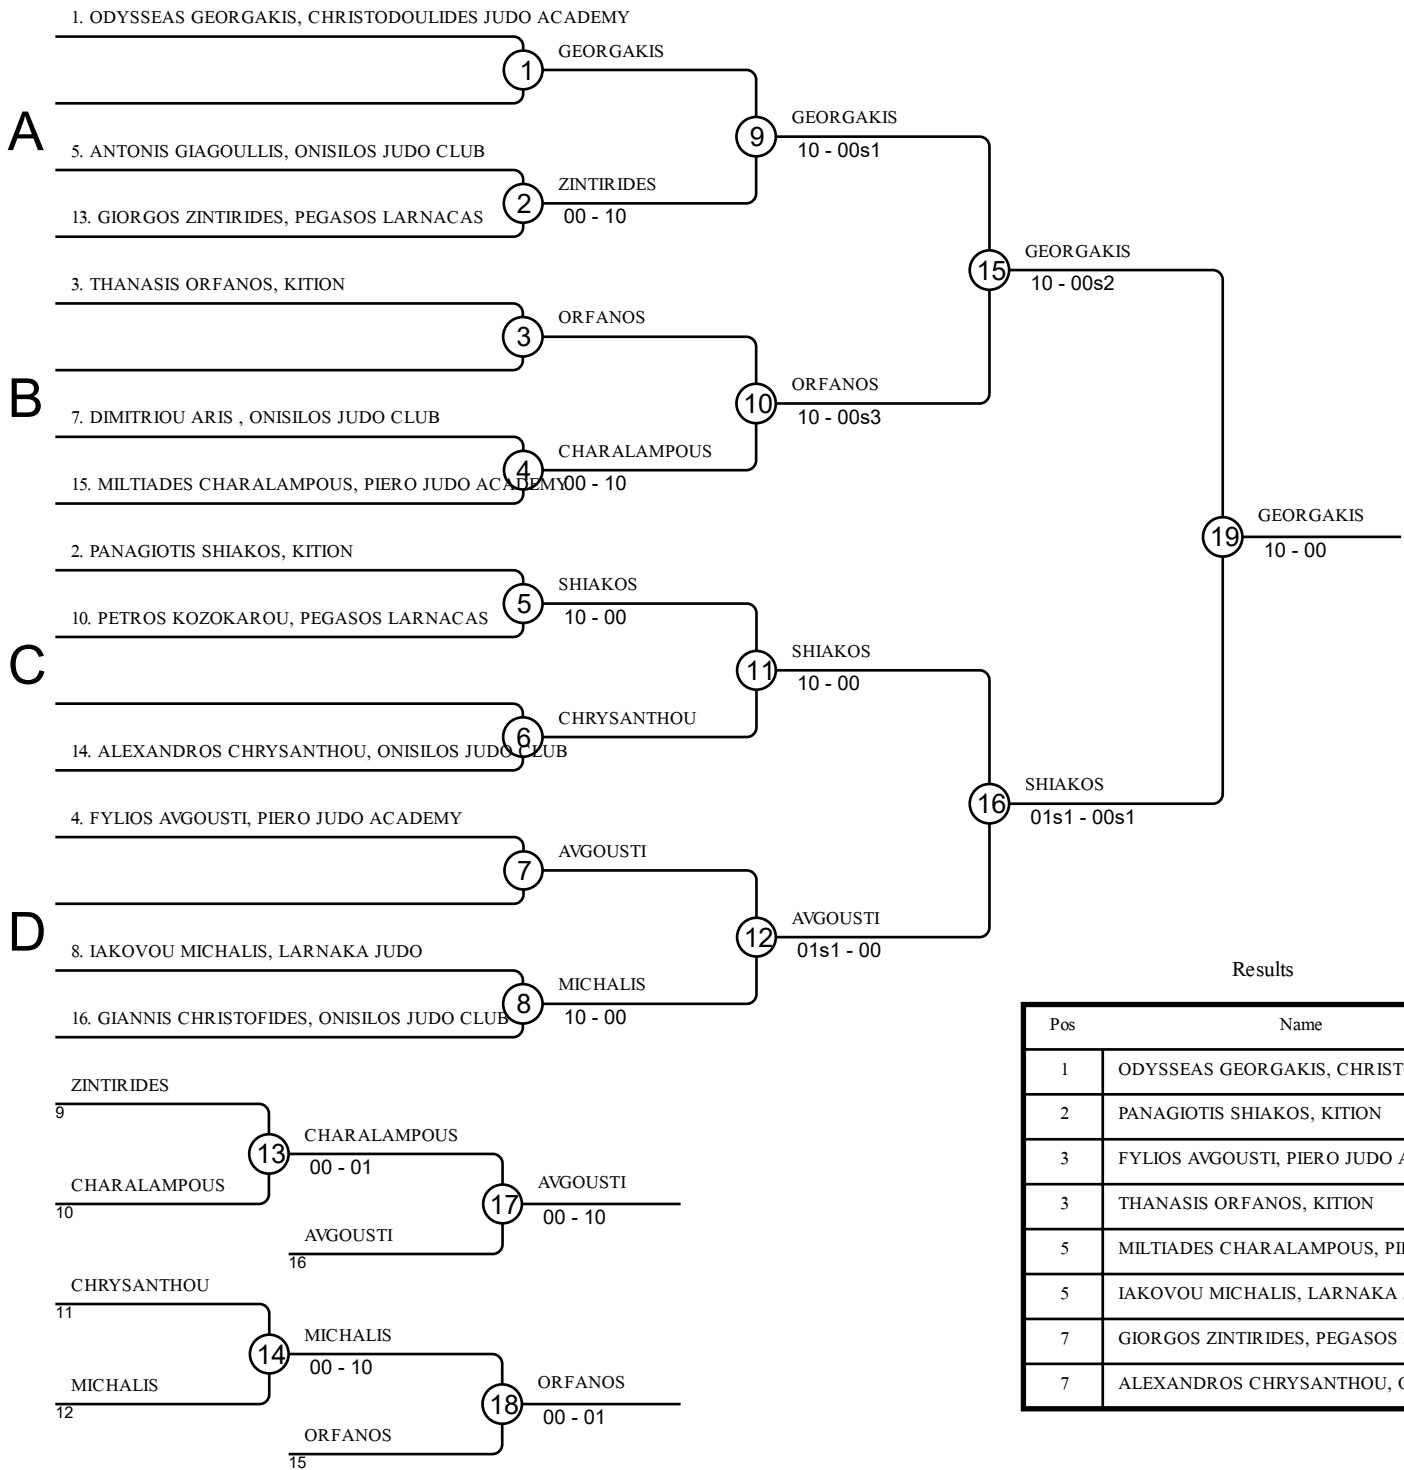 1. ODYSSEAS GEORGAKIS, CHRISTODOULIDES JUDO ACADEMY
1
GEORGAKIS
A
5. ANTONIS GIAGOULLIS, ONISILOS JUDO CLUB
2
ZINTIRIDES
00 - 10
13. GIORGOS ZINTIRIDES, PEGASOS LARNACAS
9
GEORGAKIS
10 - 00s1
3. THANASIS ORFANOS, KITION
3
ORFANOS
B
7. DIMITRIOU ARIS , ONISILOS JUDO CLUB
4
CHARALAMPOUS
00 - 10
15. MILTIADES CHARALAMPOUS, PIERO JUDO ACADEMY
10
ORFANOS
10 - 00s3
15
GEORGAKIS
10 - 00s2
2. PANAGIOTIS SHIAKOS, KITION
5
SHIAKOS
10 - 00
10. PETROS KOZOKAROU, PEGASOS LARNACAS
C
11
SHIAKOS
10 - 00
6
CHRYSANTHOU
14. ALEXANDROS CHRYSANTHOU, ONISILOS JUDO CLUB
4. FYLIOS AVGOUSTI, PIERO JUDO ACADEMY
7
AVGOUSTI
D
12
AVGOUSTI
01s1 - 00
8. IAKOVOU MICHALIS, LARNAKA JUDO
8
MICHALIS
10 - 00
16. GIANNIS CHRISTOFIDES, ONISILOS JUDO CLUB
16
SHIAKOS
01s1 - 00s1
19
GEORGAKIS
10 - 00
ZINTIRIDES
9
13
CHARALAMPOUS
00 - 01
CHARALAMPOUS
10
17
AVGOUSTI
00 - 10
AVGOUSTI
16
CHRYSANTHOU
11
14
MICHALIS
00 - 10
MICHALIS
12
18
ORFANOS
00 - 01
ORFANOS
15
Results
Pos Name
1 ODYSSEAS GEORGAKIS, CHRIST
2 PANAGIOTIS SHIAKOS, KITION
3 FYLIOS AVGOUSTI, PIERO JUDO
3 THANASIS ORFANOS, KITION
5 MILTIADES CHARALAMPOUS,
5 IAKOVOU MICHALIS, LARNAKA
7 GIORGOS ZINTIRIDES, PEGASOS
7 ALEXANDROS CHRYSANTHOU,